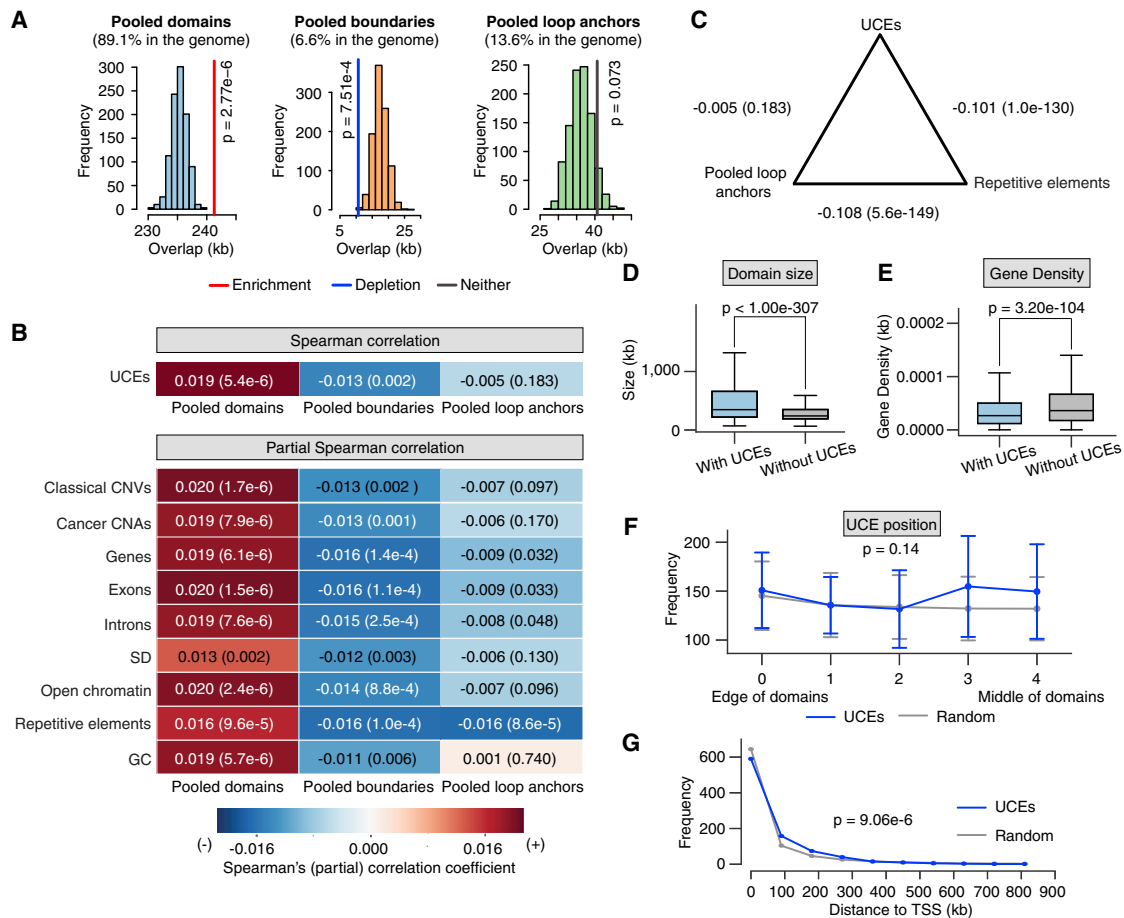 A
Pooled domains
(89.1% in the genome)
Frequency
300
250
200
150
100
50
0
230
240
Overlap (kb)
p = 2.77e−6
Pooled boundaries
(6.6% in the genome)
Frequency
300
200
100
0
5
25
Overlap (kb)
p = 7.51e-4
Pooled loop anchors
(13.6% in the genome)
Frequency
250
200
150
100
50
0
25
40
Overlap (kb)
p = 0.073
Enrichment
Depletion
Neither
B
Spearman correlation
UCEs 0.019 (5.4e-6) -0.013 (0.002) -0.005 (0.183)
Pooled domains Pooled boundaries Pooled loop anchors
Partial Spearman correlation
Classical CNVs 0.020 (1.7e-6) -0.013 (0.002 ) -0.007 (0.097)
Cancer CNAs 0.019 (7.9e-6) -0.013 (0.001) -0.006 (0.170)
Genes 0.019 (6.1e-6) -0.016 (1.4e-4) -0.009 (0.032)
Exons 0.020 (1.5e-6) -0.016 (1.1e-4) -0.009 (0.033)
Introns 0.019 (7.6e-6) -0.015 (2.5e-4) -0.008 (0.048)
SD 0.013 (0.002) -0.012 (0.003) -0.006 (0.130)
Open chromatin 0.020 (2.4e-6) -0.014 (8.8e-4) -0.007 (0.096)
Repetitive elements 0.016 (9.6e-5) -0.016 (1.0e-4) -0.016 (8.6e-5)
GC 0.019 (5.7e-6) -0.011 (0.006) 0.001 (0.740)
Pooled domains Pooled boundaries Pooled loop anchors
(-) -0.016 0.000 0.016 (+)
Spearman's (partial) correlation coefficient
C
UCEs
-0.005 (0.183)
-0.101 (1.0e-130)
Pooled loop
anchors
Repetitive elements
-0.108 (5.6e-149)
D
Domain size
p < 1.00e-307
Size (kb)
1,000
0
With UCEs
Without UCEs
E
Gene Density
p = 3.20e-104
Gene Density (kb)
0.0002
0.0001
0.0000
With UCEs
Without UCEs
F
UCE position
p = 0.14
Frequency
200
150
100
0 1 2 3 4
Edge of domains
Middle of domains
UCEs
Random
G
Frequency
600
400
200
0
p = 9.06e-6
UCEs
Random
0 100 200 300 400 500 600 700 800 900
Distance to TSS (kb)